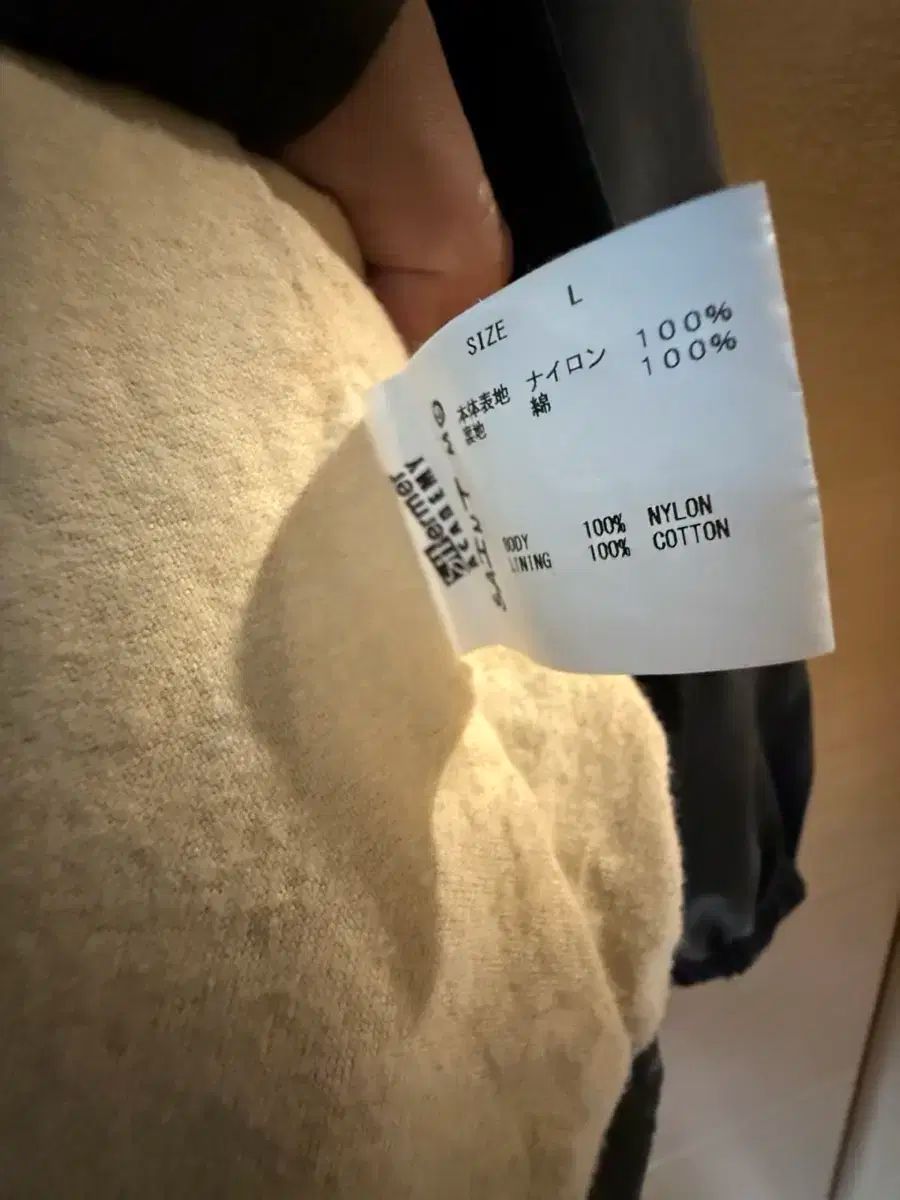 SIZE L
本体表地 ナイロン 100%
裏地 綿 100%
BODY 100% NYLON
LINING 100% COTTON
ACADEMY